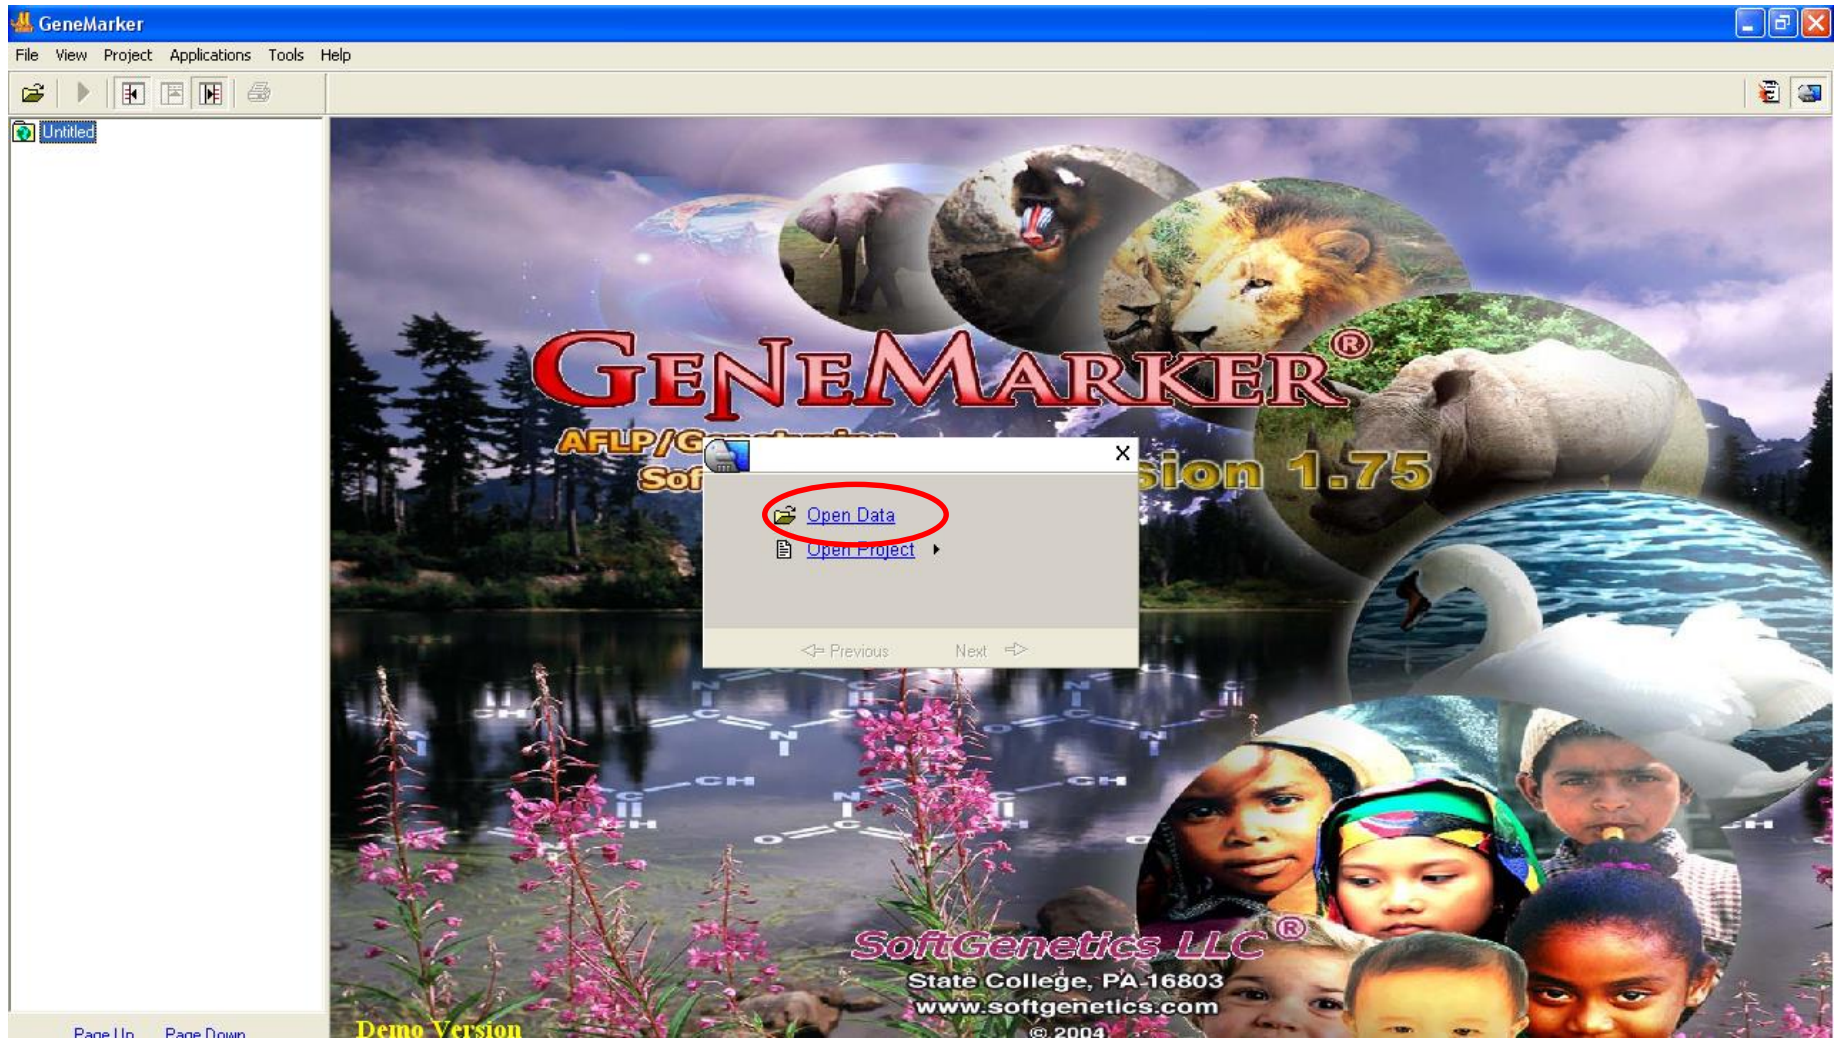 GeneMarker
File View Project Applications Tools Help
Untitled
GENEMARKER®
AFLP/G
Sof sion 1.75
Open Data
Open Project
Previous Next
SoftGenetics LLC®
State College, PA 16803
www.softgenetics.com
© 2004
Demo Version
Page Up Page Down